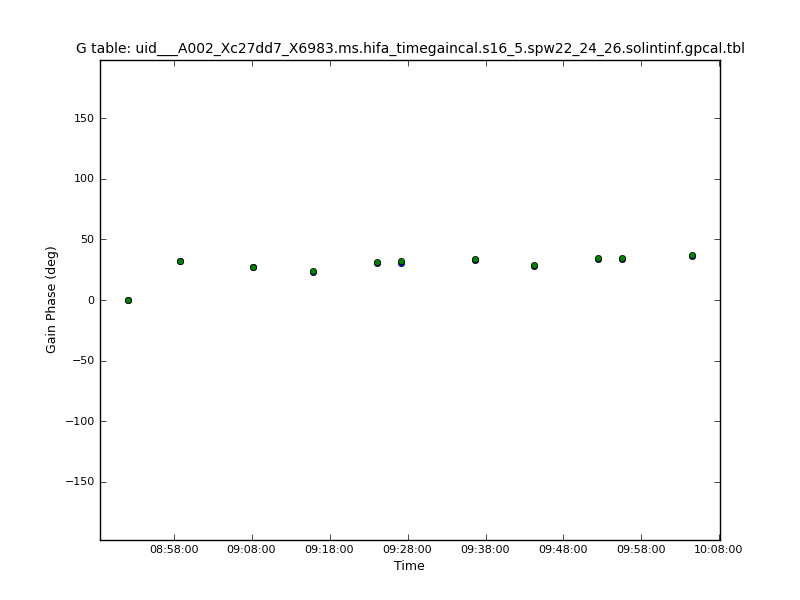 G table: uid___A002_Xc27dd7_X6983.ms.hifa_timegaincal.s16_5.spw22_24_26.solintinf.gpcal.tbl
150
100
50
0
−50
−100
−150
Gain Phase (deg)
08:58:00 09:08:00 09:18:00 09:28:00 09:38:00 09:48:00 09:58:00 10:08:00
Time